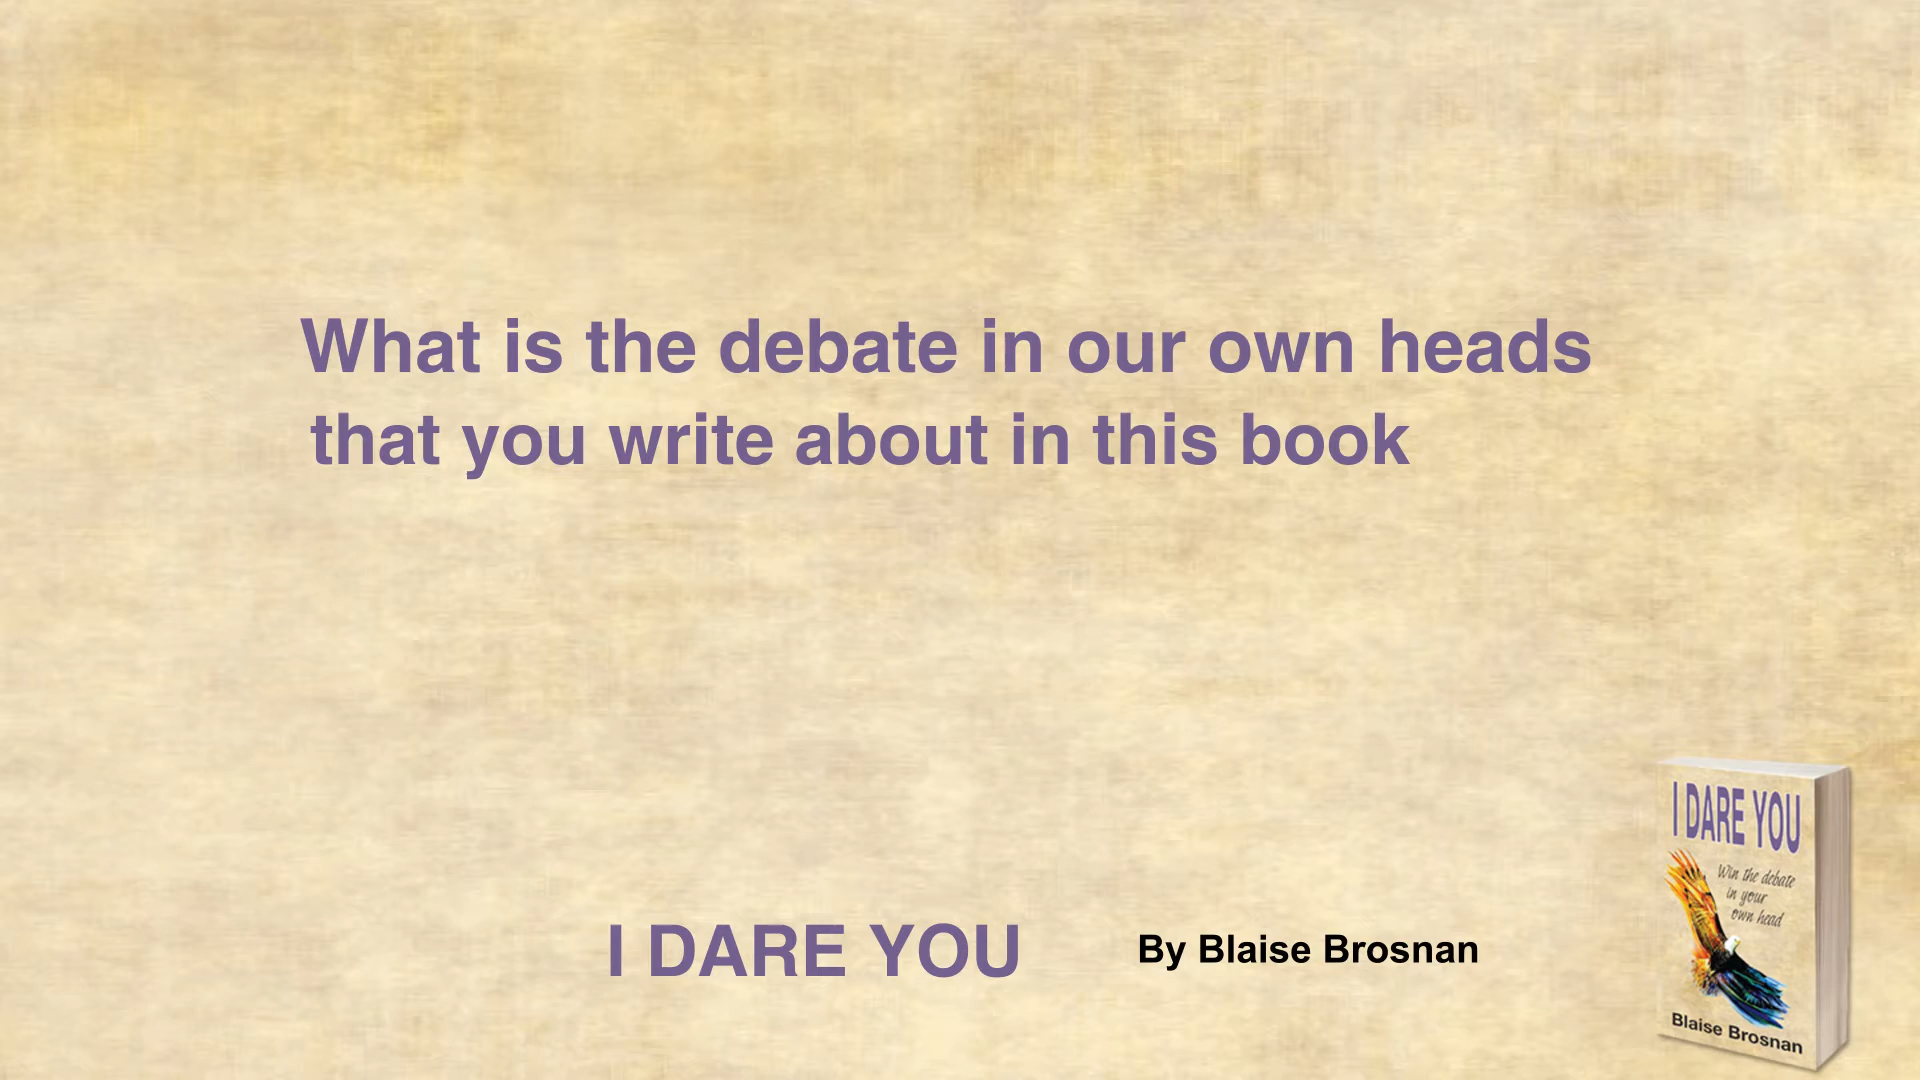 What is the debate in our own heads
that you write about in this book
I DARE YOU
By Blaise Brosnan
I DARE YOU
Win the debate
in your
own head
Blaise Brosnan